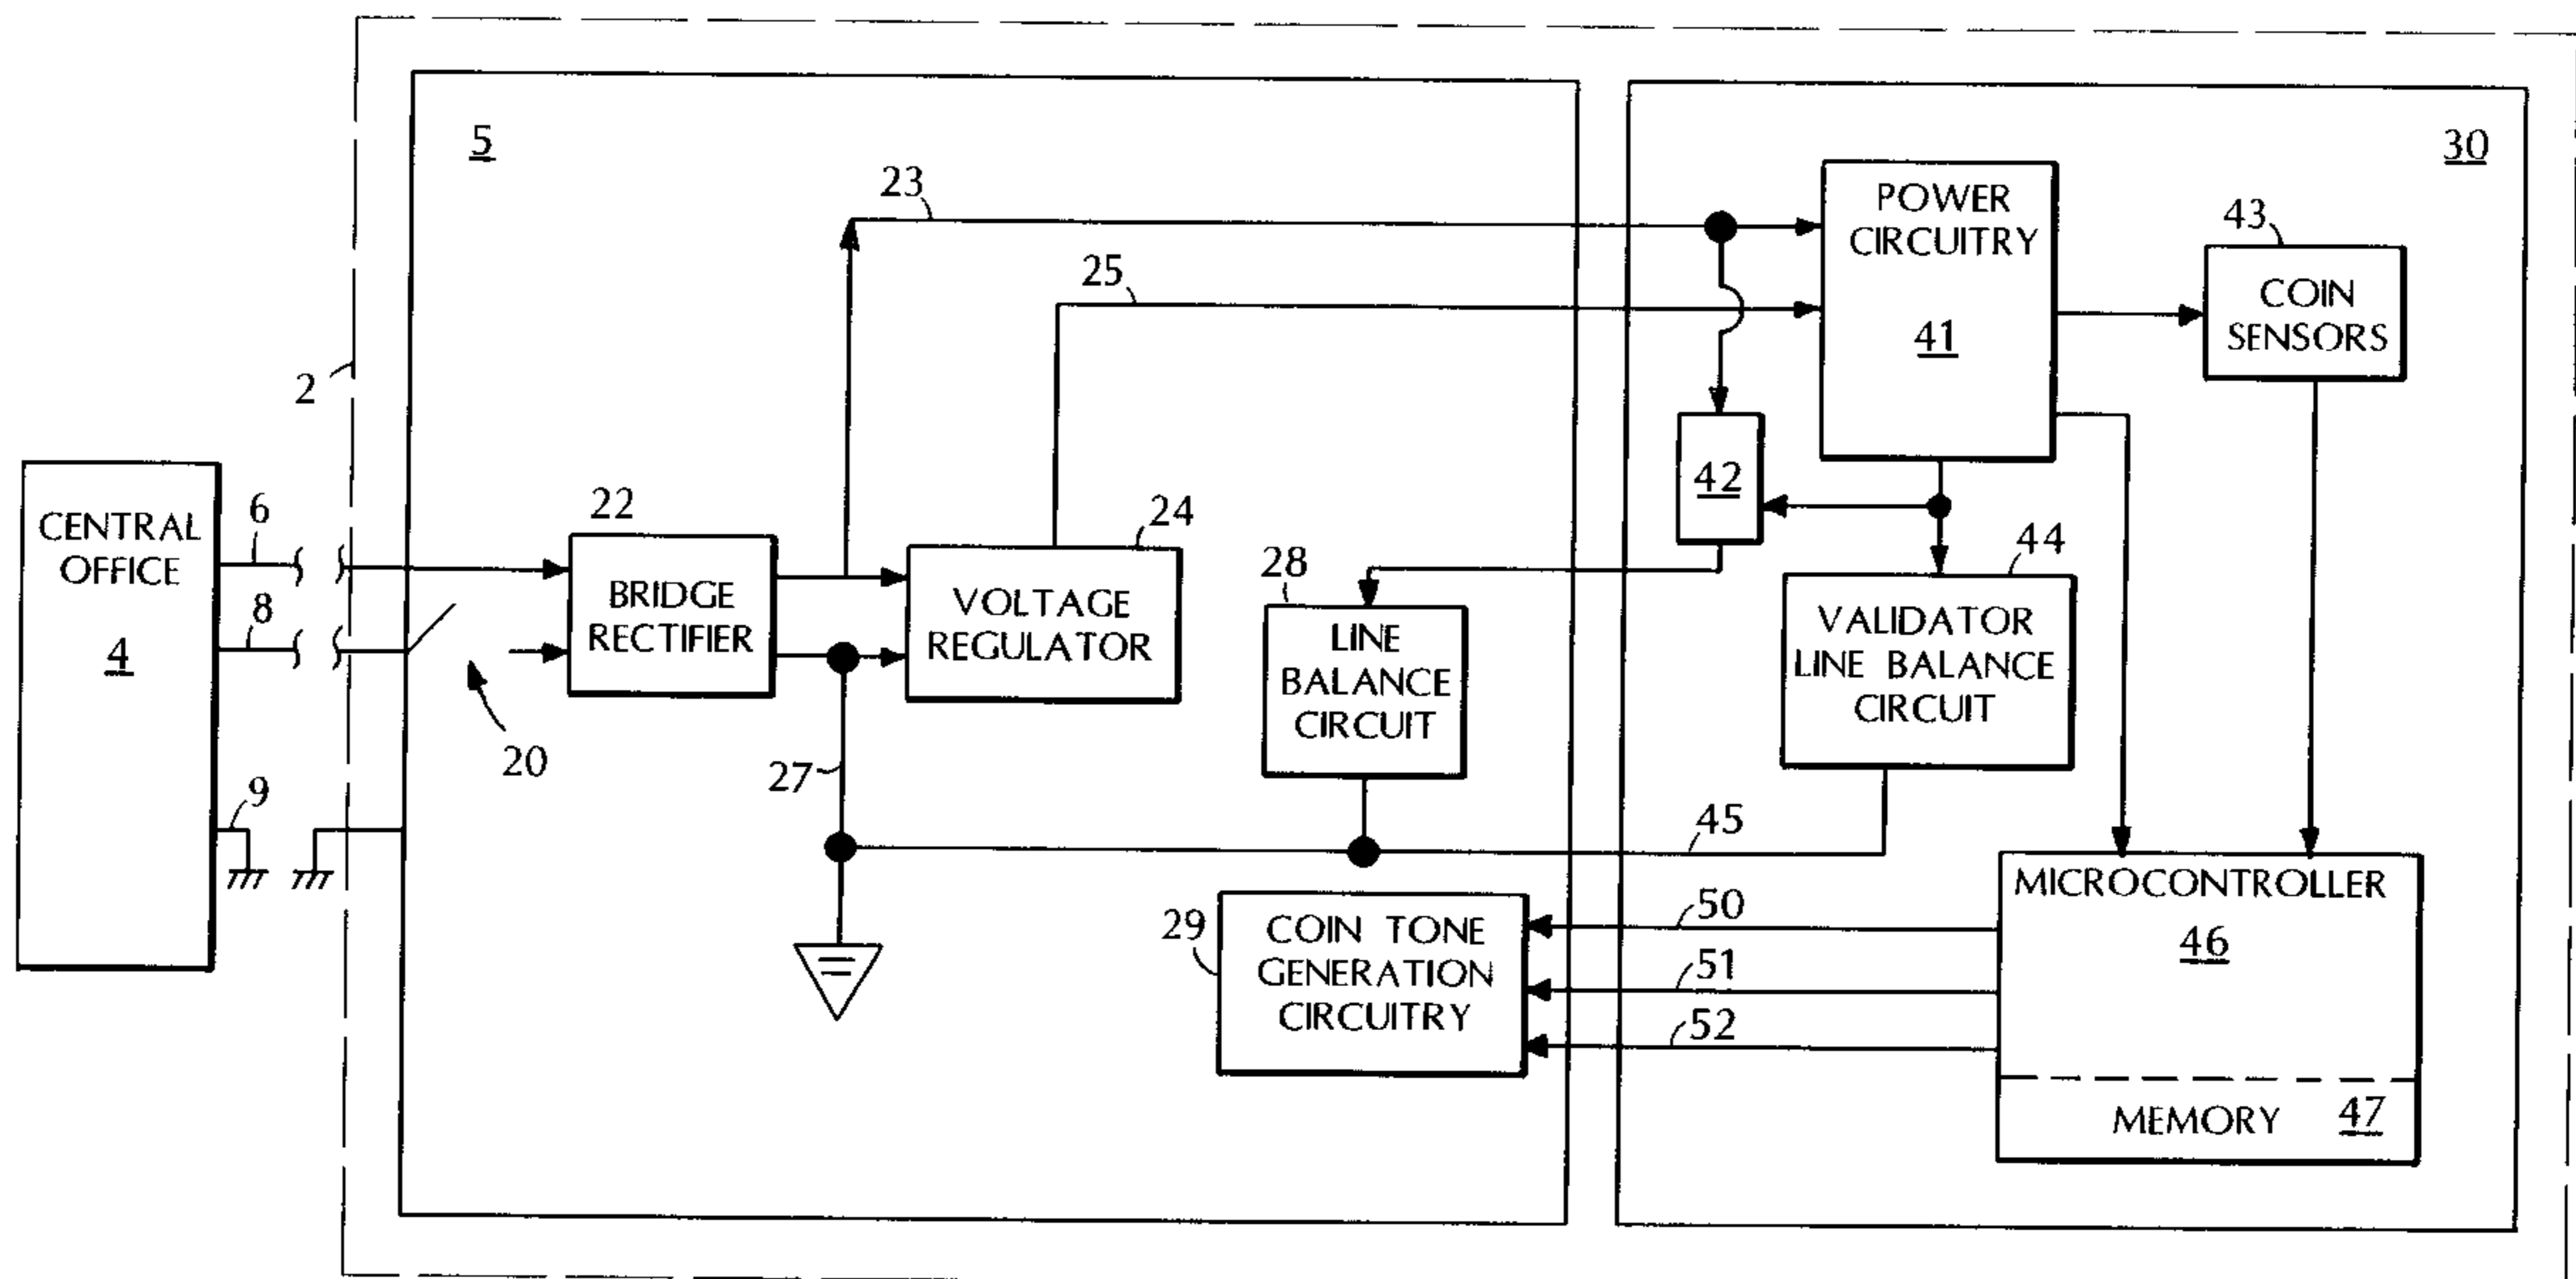 5
30
23
POWER
CIRCUITRY
41
43
COIN
SENSORS
25
2
42
CENTRAL
OFFICE
4
6
8
9
22
BRIDGE
RECTIFIER
24
VOLTAGE
REGULATOR
28
LINE
BALANCE
CIRCUIT
44
VALIDATOR
LINE BALANCE
CIRCUIT
20
27
45
29
COIN TONE
GENERATION
CIRCUITRY
50
51
52
MICROCONTROLLER
46
MEMORY 47